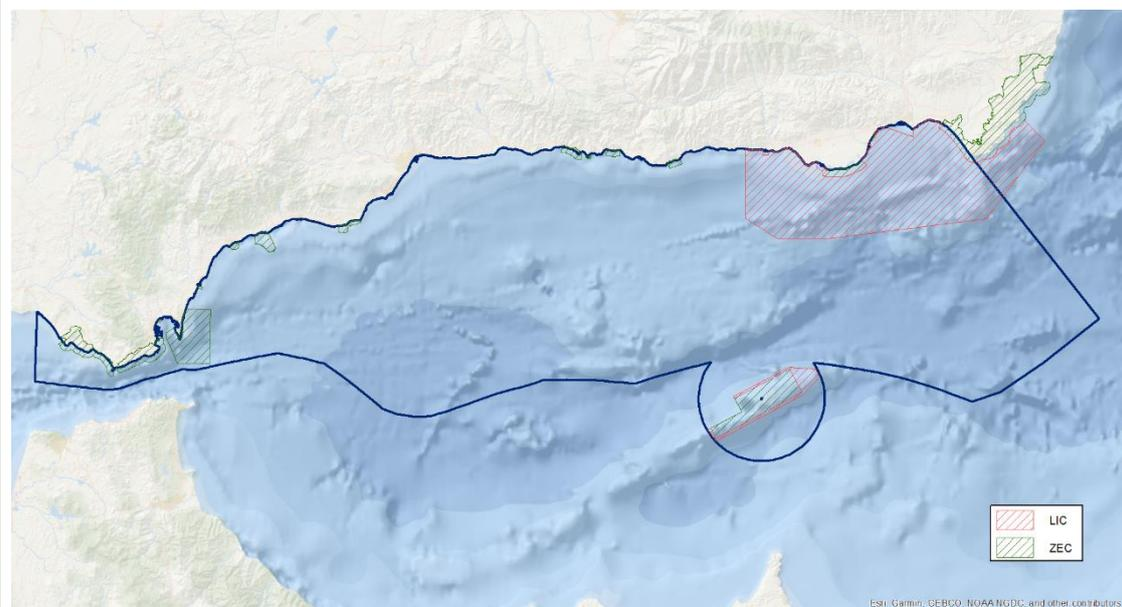 LIC
ZEC
Esri, Garmin, GEBCO, NOAA NGDC, and other contributors